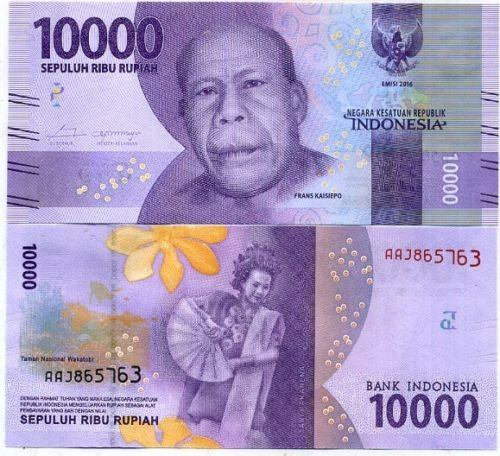 10000
SEPULUH RIBU RUPIAH
EMISI 2016
NEGARA KESATUAN REPUBLIK
INDONESIA
GUBERNUR
MENTERI KEUANGAN
FRANS KAISIEPO
10000
10000
AAJ865763
Taman Nasional Wakatobi
AAJ865763
DENGAN RAHMAT TUHAN YANG MAHA ESA, NEGARA KESATUAN
REPUBLIK INDONESIA MENGELUARKAN RUPIAH SEBAGAI ALAT
PEMBAYARAN YANG SAH DENGAN NILAI
SEPULUH RIBU RUPIAH
BANK INDONESIA
10000